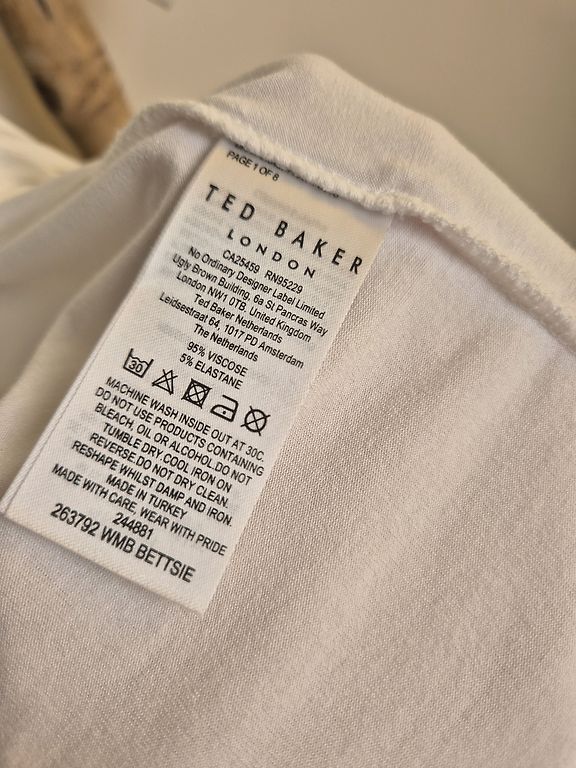 PAGE 1 OF 8
TED BAKER
LONDON
CA25459 RN95229
No Ordinary Designer Label Limited
Ugly Brown Building, 6a St Pancras Way
London NW1 0TB, United Kingdom
Ted Baker Netherlands
Leidsestraat 64, 1017 PD Amsterdam
The Netherlands
95% VISCOSE
5% ELASTANE
30
MACHINE WASH INSIDE OUT AT 30C.
DO NOT USE PRODUCTS CONTAINING
BLEACH, OIL OR ALCOHOL.DO NOT
TUMBLE DRY COOL IRON ON
REVERSE.DO NOT DRY CLEAN.
RESHAPE WHILST DAMP AND IRON.
MADE IN TURKEY
MADE WITH CARE, WEAR WITH PRIDE
244881
263792 WMB BETTSIE